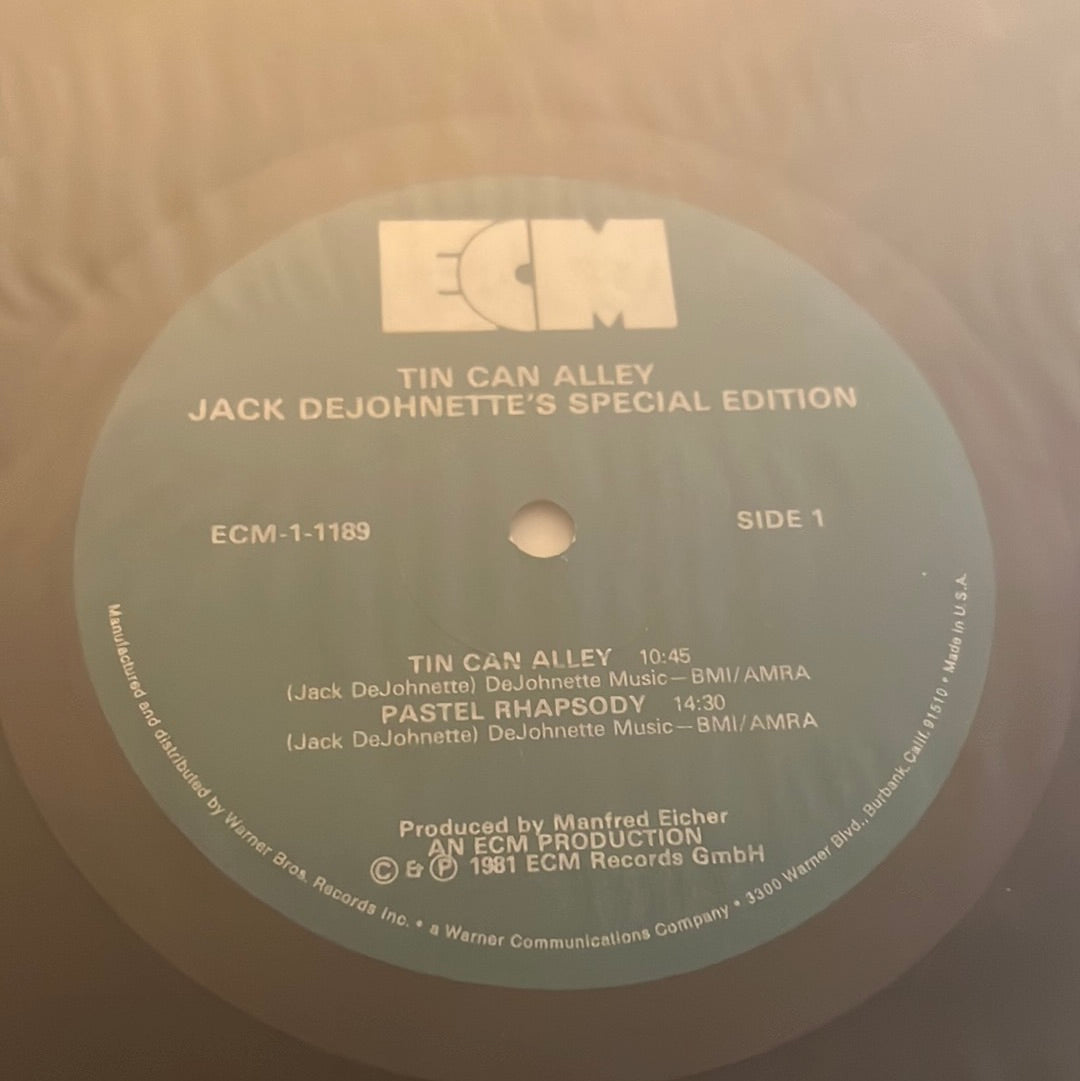 ECM
TIN CAN ALLEY
JACK DEJOHNETTE'S SPECIAL EDITION
ECM-1-1189
SIDE 1
TIN CAN ALLEY 10:45
(Jack DeJohnette) DeJohnette Music—BMI/AMRA
PASTEL RHAPSODY 14:30
(Jack DeJohnette) DeJohnette Music—BMI/AMRA
Produced by Manfred Eicher
AN ECM PRODUCTION
© & ℗ 1981 ECM Records GmbH
Manufactured and distributed by Warner Bros. Records Inc. • a Warner Communications Company • 3300 Warner Blvd., Burbank, Calif. 91510 • Made in U.S.A.